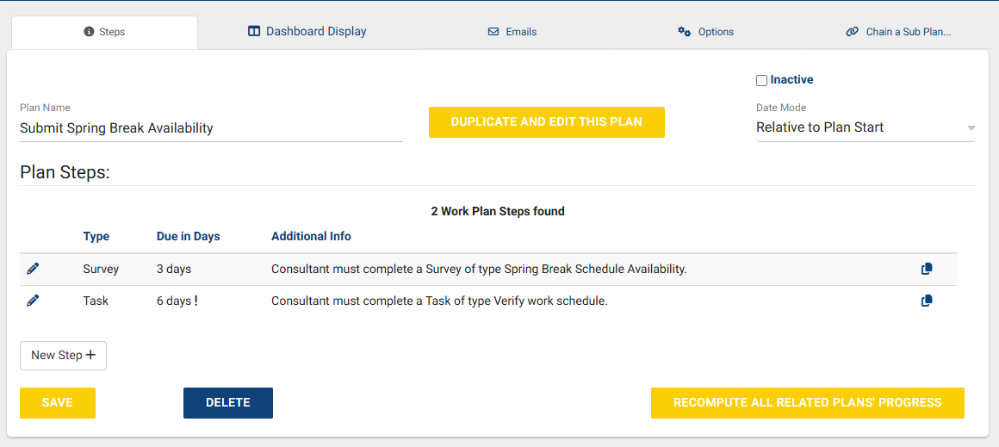 Steps
Dashboard Display
Emails
Options
Chain a Sub Plan...
Inactive
Plan Name
Submit Spring Break Availability
DUPLICATE AND EDIT THIS PLAN
Date Mode
Relative to Plan Start
Plan Steps:
2 Work Plan Steps found
Type Due in Days Additional Info
Survey 3 days Consultant must complete a Survey of type Spring Break Schedule Availability.
Task 6 days ! Consultant must complete a Task of type Verify work schedule.
New Step +
SAVE
DELETE
RECOMPUTE ALL RELATED PLANS' PROGRESS